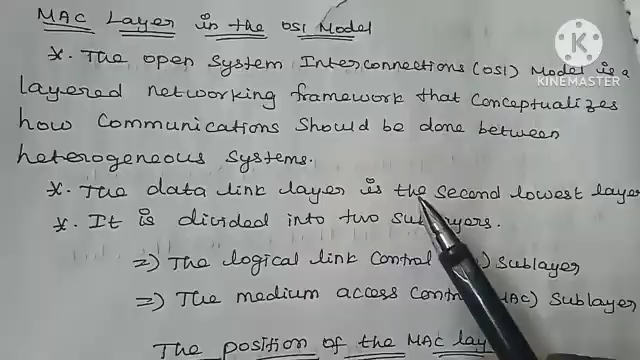 MAC Layer in the OSI Model
*. The open system Interconnections (OSI) Model is a
layered networking framework that conceptualizes
how communications should be done between
heterogeneous systems.
*. The data link layer is the second lowest layer
*. It is divided into two sublayers.
=) The logical link control sublayer
=) The medium access control (MAC) sublayer
The position of the MAC lay
KINEMASTER